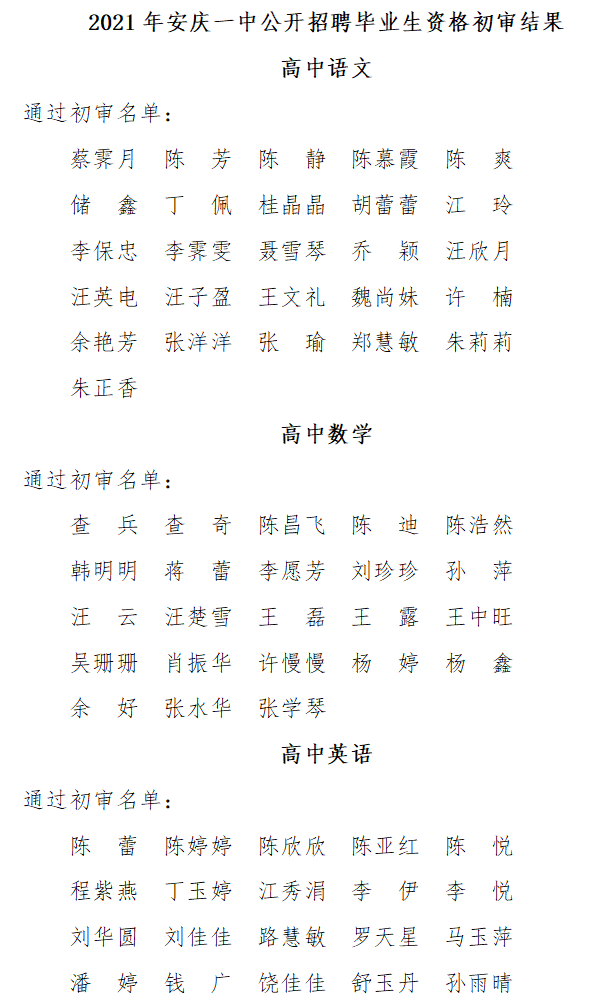 2021年安庆一中公开招聘毕业生资格初审结果
高中语文
通过初审名单：
蔡霁月 陈 芳 陈 静 陈慕霞 陈 爽
储 鑫 丁 佩 桂晶晶 胡蕾蕾 江 玲
李保忠 李霁雯 聂雪琴 乔 颖 汪欣月
汪英电 汪子盈 王文礼 魏尚妹 许 楠
余艳芳 张洋洋 张 瑜 郑慧敏 朱莉莉
朱正香
高中数学
通过初审名单：
查 兵 查 奇 陈昌飞 陈 迪 陈浩然
韩明明 蒋 蕾 李愿芳 刘珍珍 孙 萍
汪 云 汪楚雪 王 磊 王 露 王中旺
吴珊珊 肖振华 许慢慢 杨 婷 杨 鑫
余 好 张水华 张学琴
高中英语
通过初审名单：
陈 蕾 陈婷婷 陈欣欣 陈亚红 陈 悦
程紫燕 丁玉婷 江秀涓 李 伊 李 悦
刘华圆 刘佳佳 路慧敏 罗天星 马玉萍
潘 婷 钱 广 饶佳佳 舒玉丹 孙雨晴